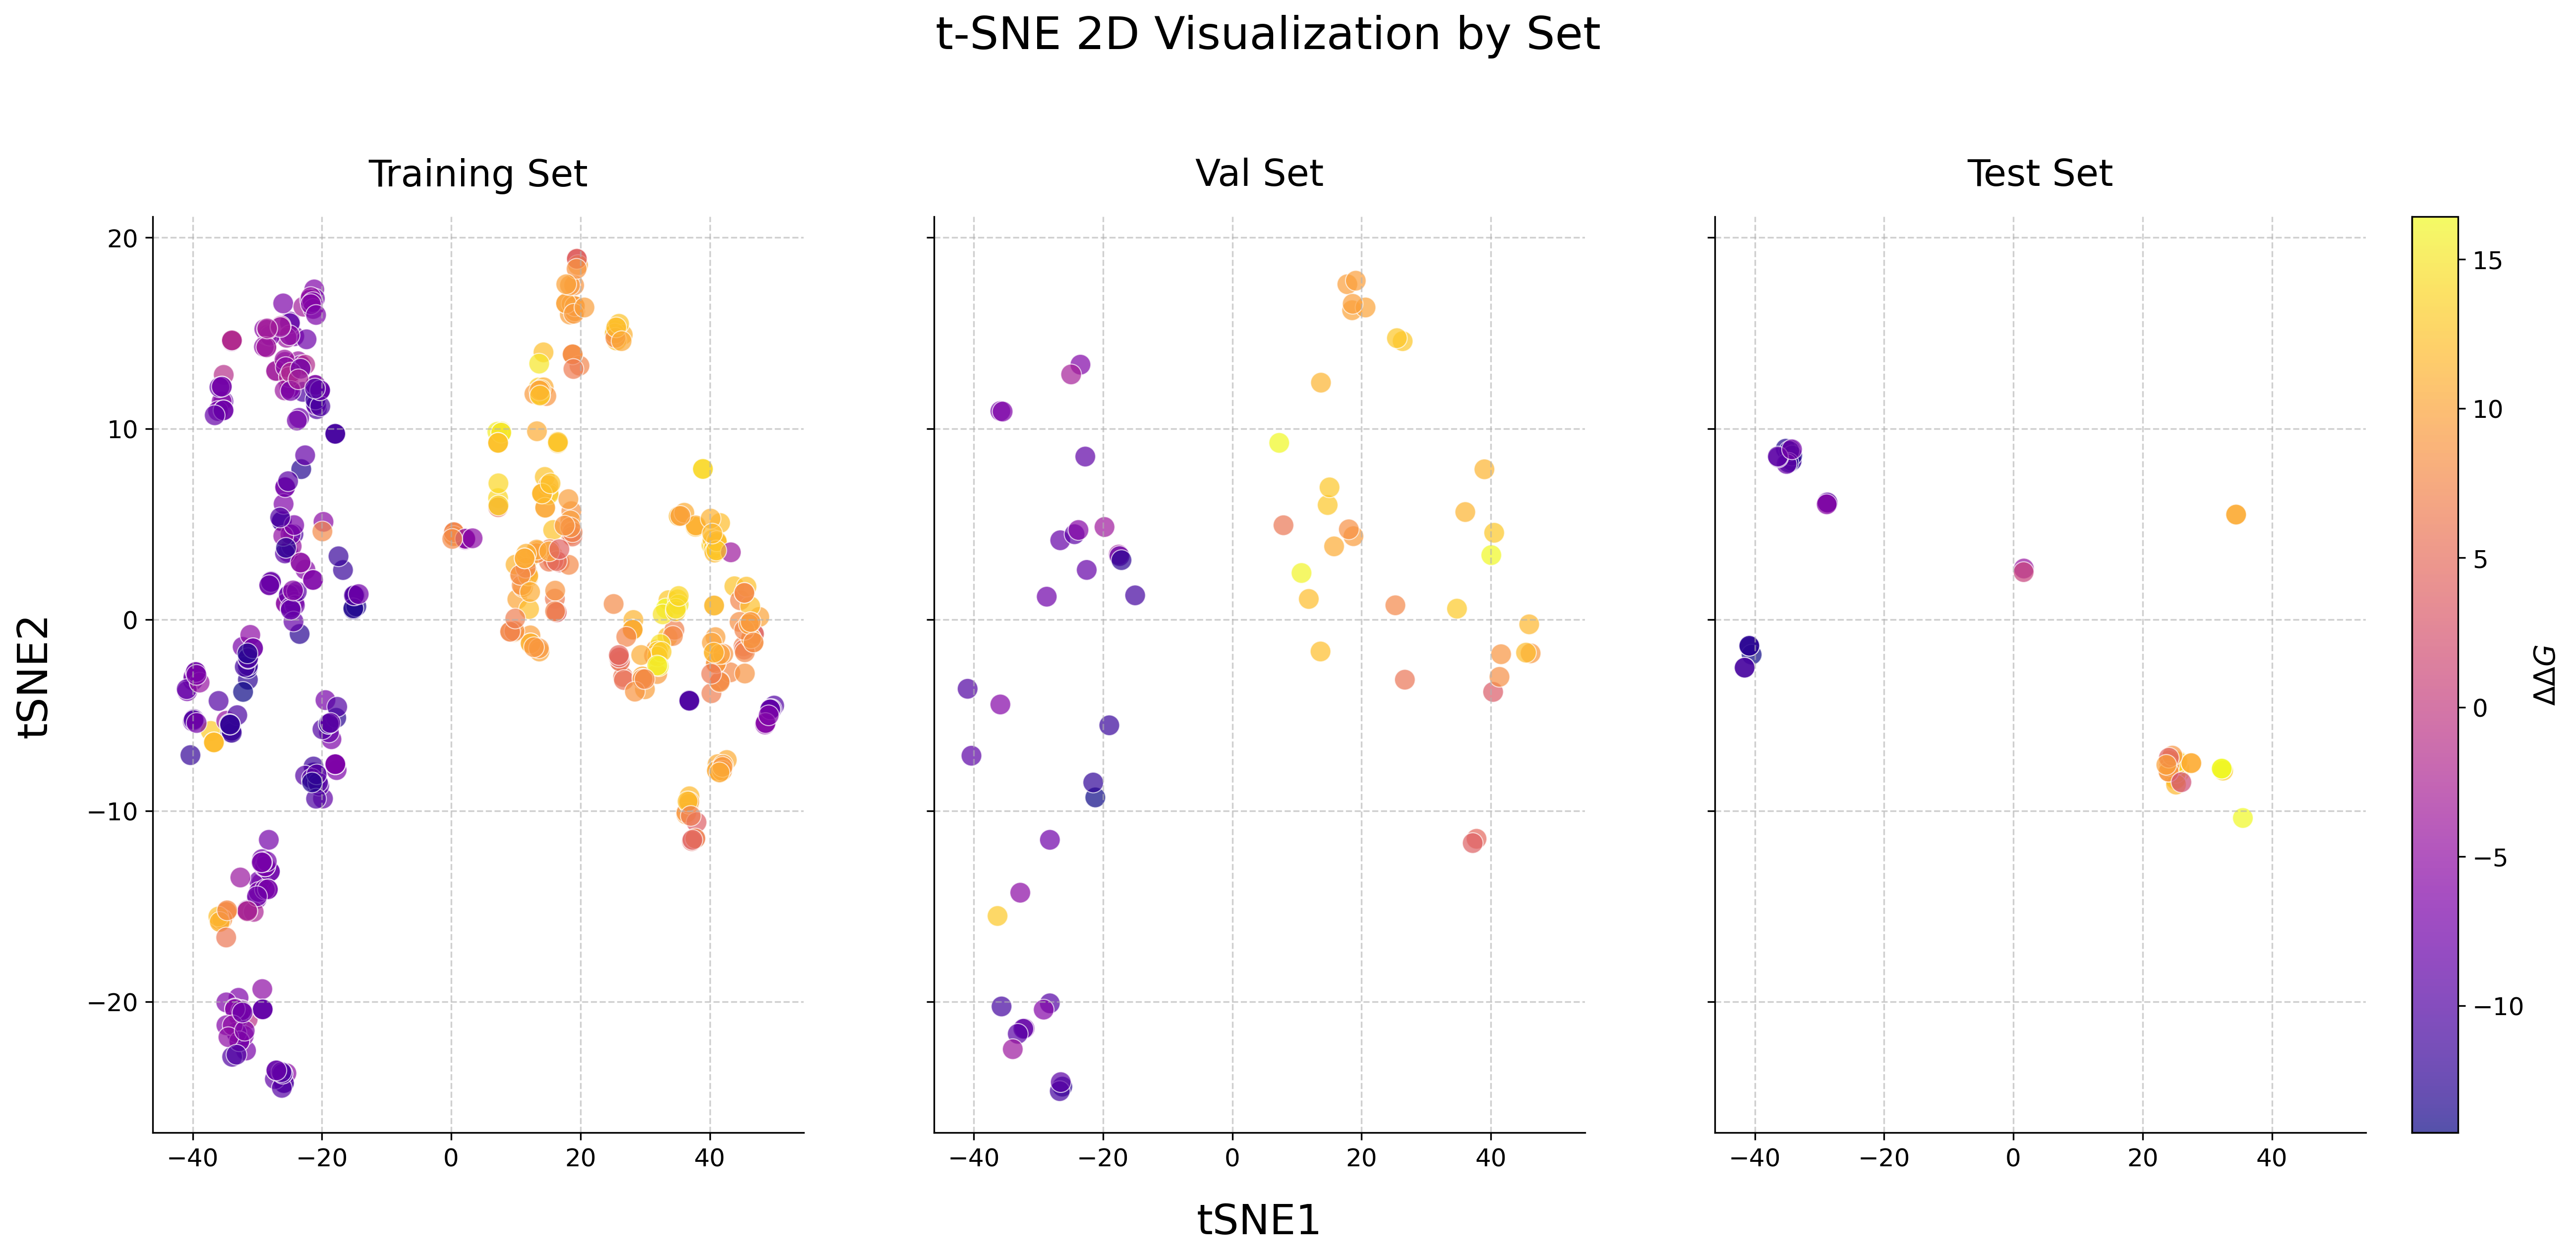 t-SNE 2D Visualization by Set
Training Set
Val Set
Test Set
20
10
0
−10
−20
tSNE2
−40 −20 0 20 40
−40 −20 0 20 40
−40 −20 0 20 40
tSNE1
15
10
5
0
−5
−10
ΔΔG